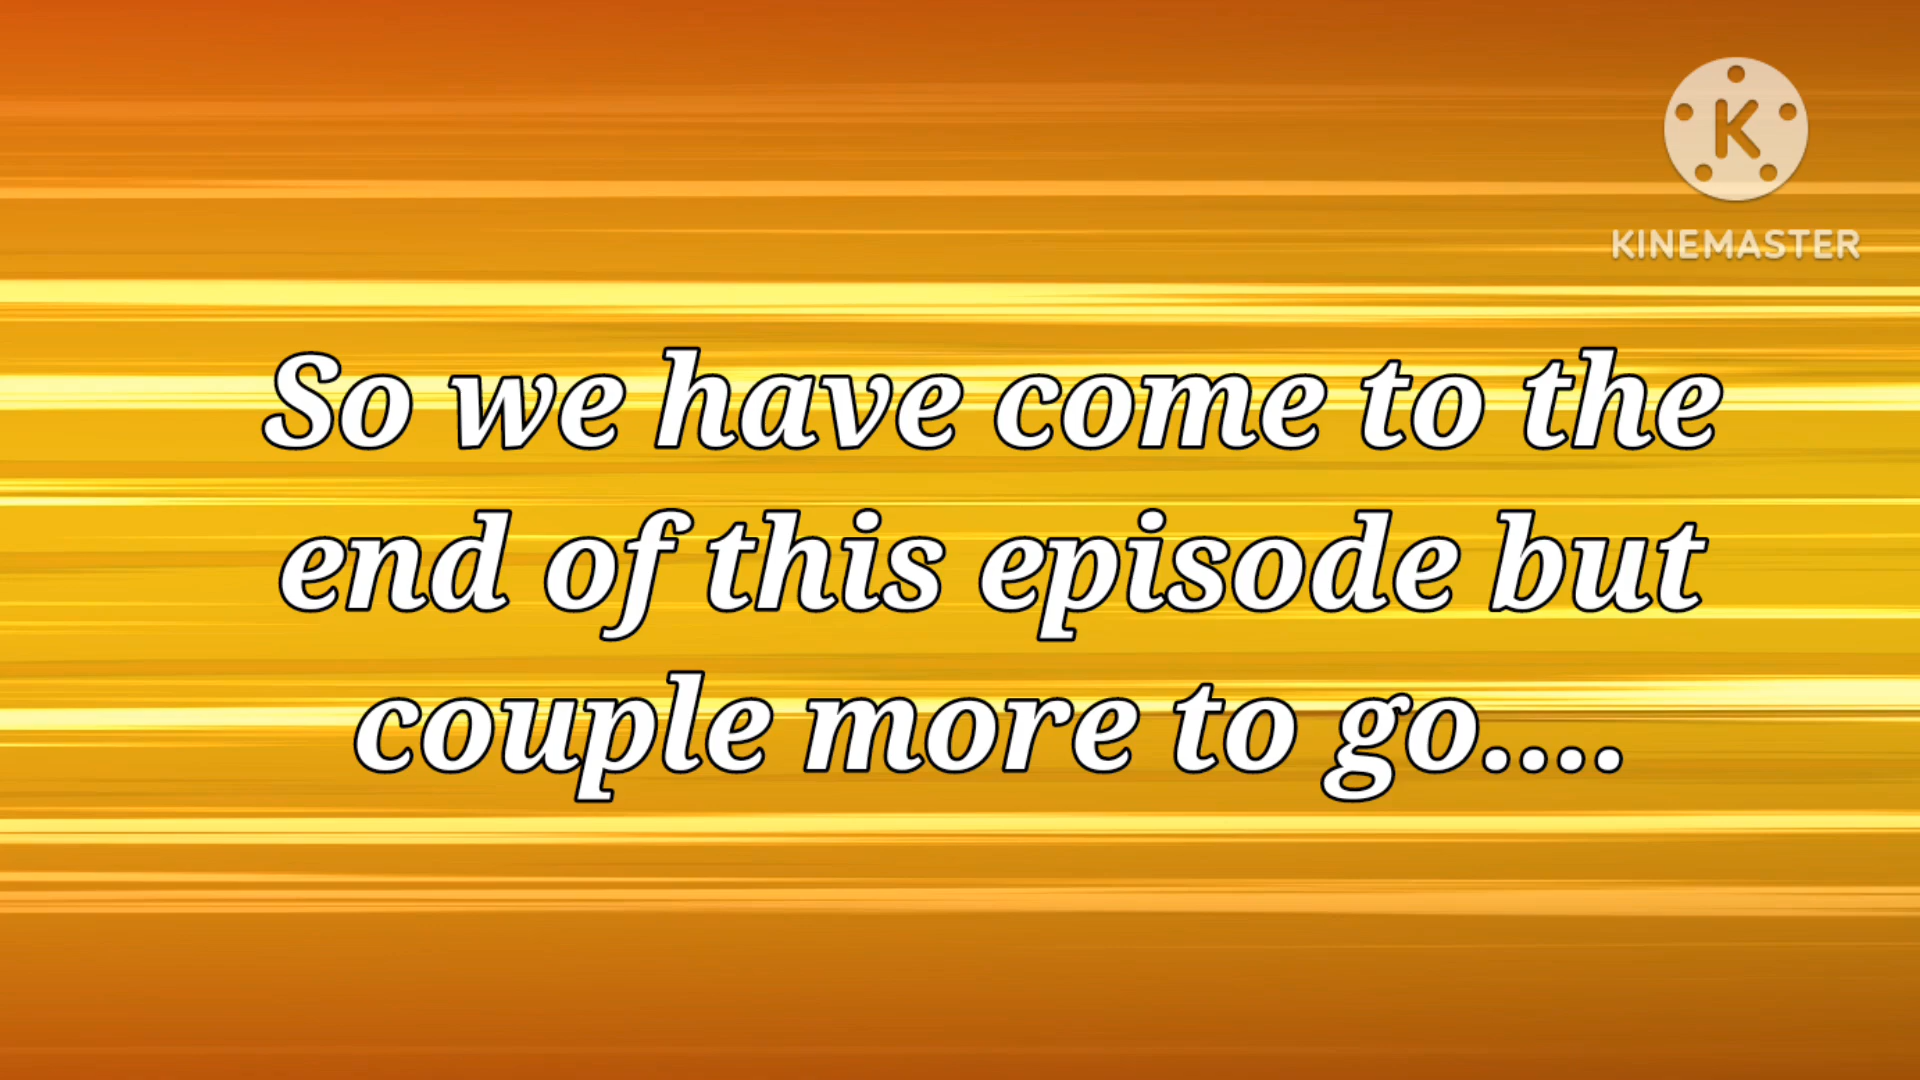 K
KINEMASTER
So we have come to the
end of this episode but
couple more to go....